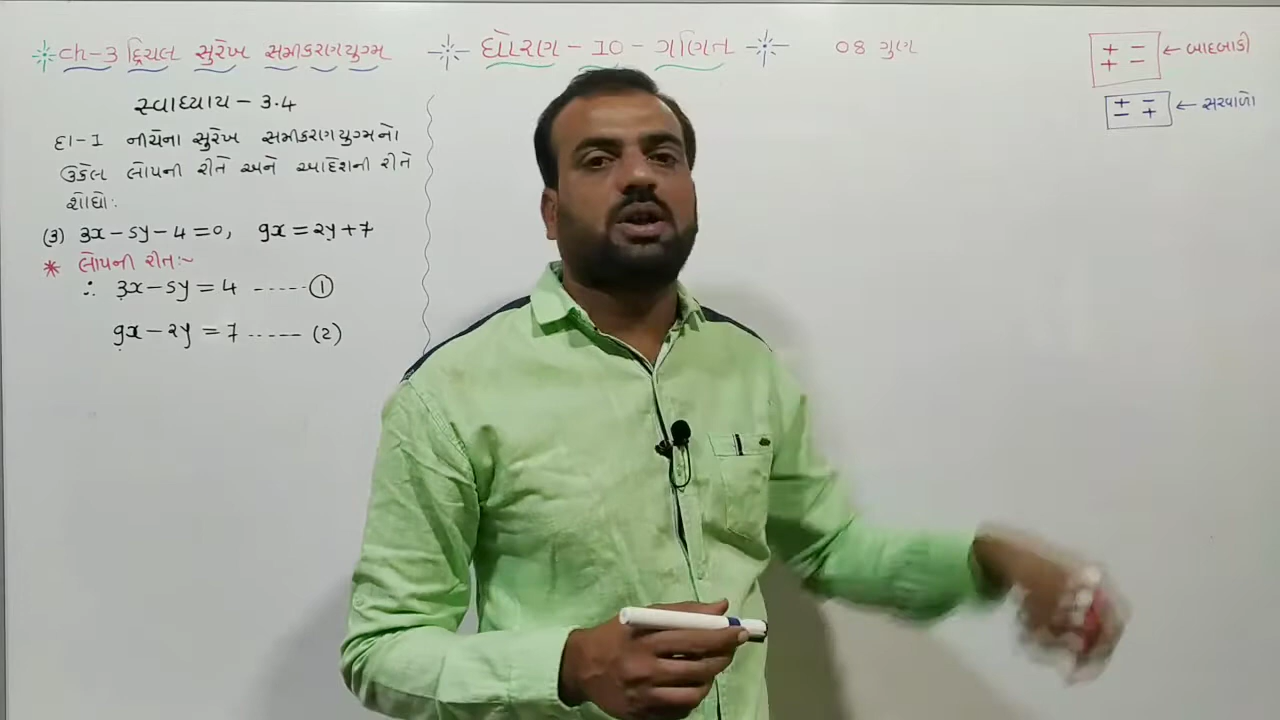 ch-3 દ્વિચલ સુરેખ સમીકરણયુગ્મ
ધોરણ - 10 - ગણિત
08 ગુણ
+ - ← બાદબાકી
+ -
+ - ← સરવાળો
- +
સ્વાધ્યાય - 3.4
દા-1 નીચેના સુરેખ સમીકરણયુગ્મનો
ઉકેલ લોપની રીતે અને આદેશની રીતે
શોધો:
(3) 3x-5y-4=0, 9x=2y+7
* લોપની રીત:-
∴ 3x-5y=4 ----- ①
9x-2y=7 ----- (2)